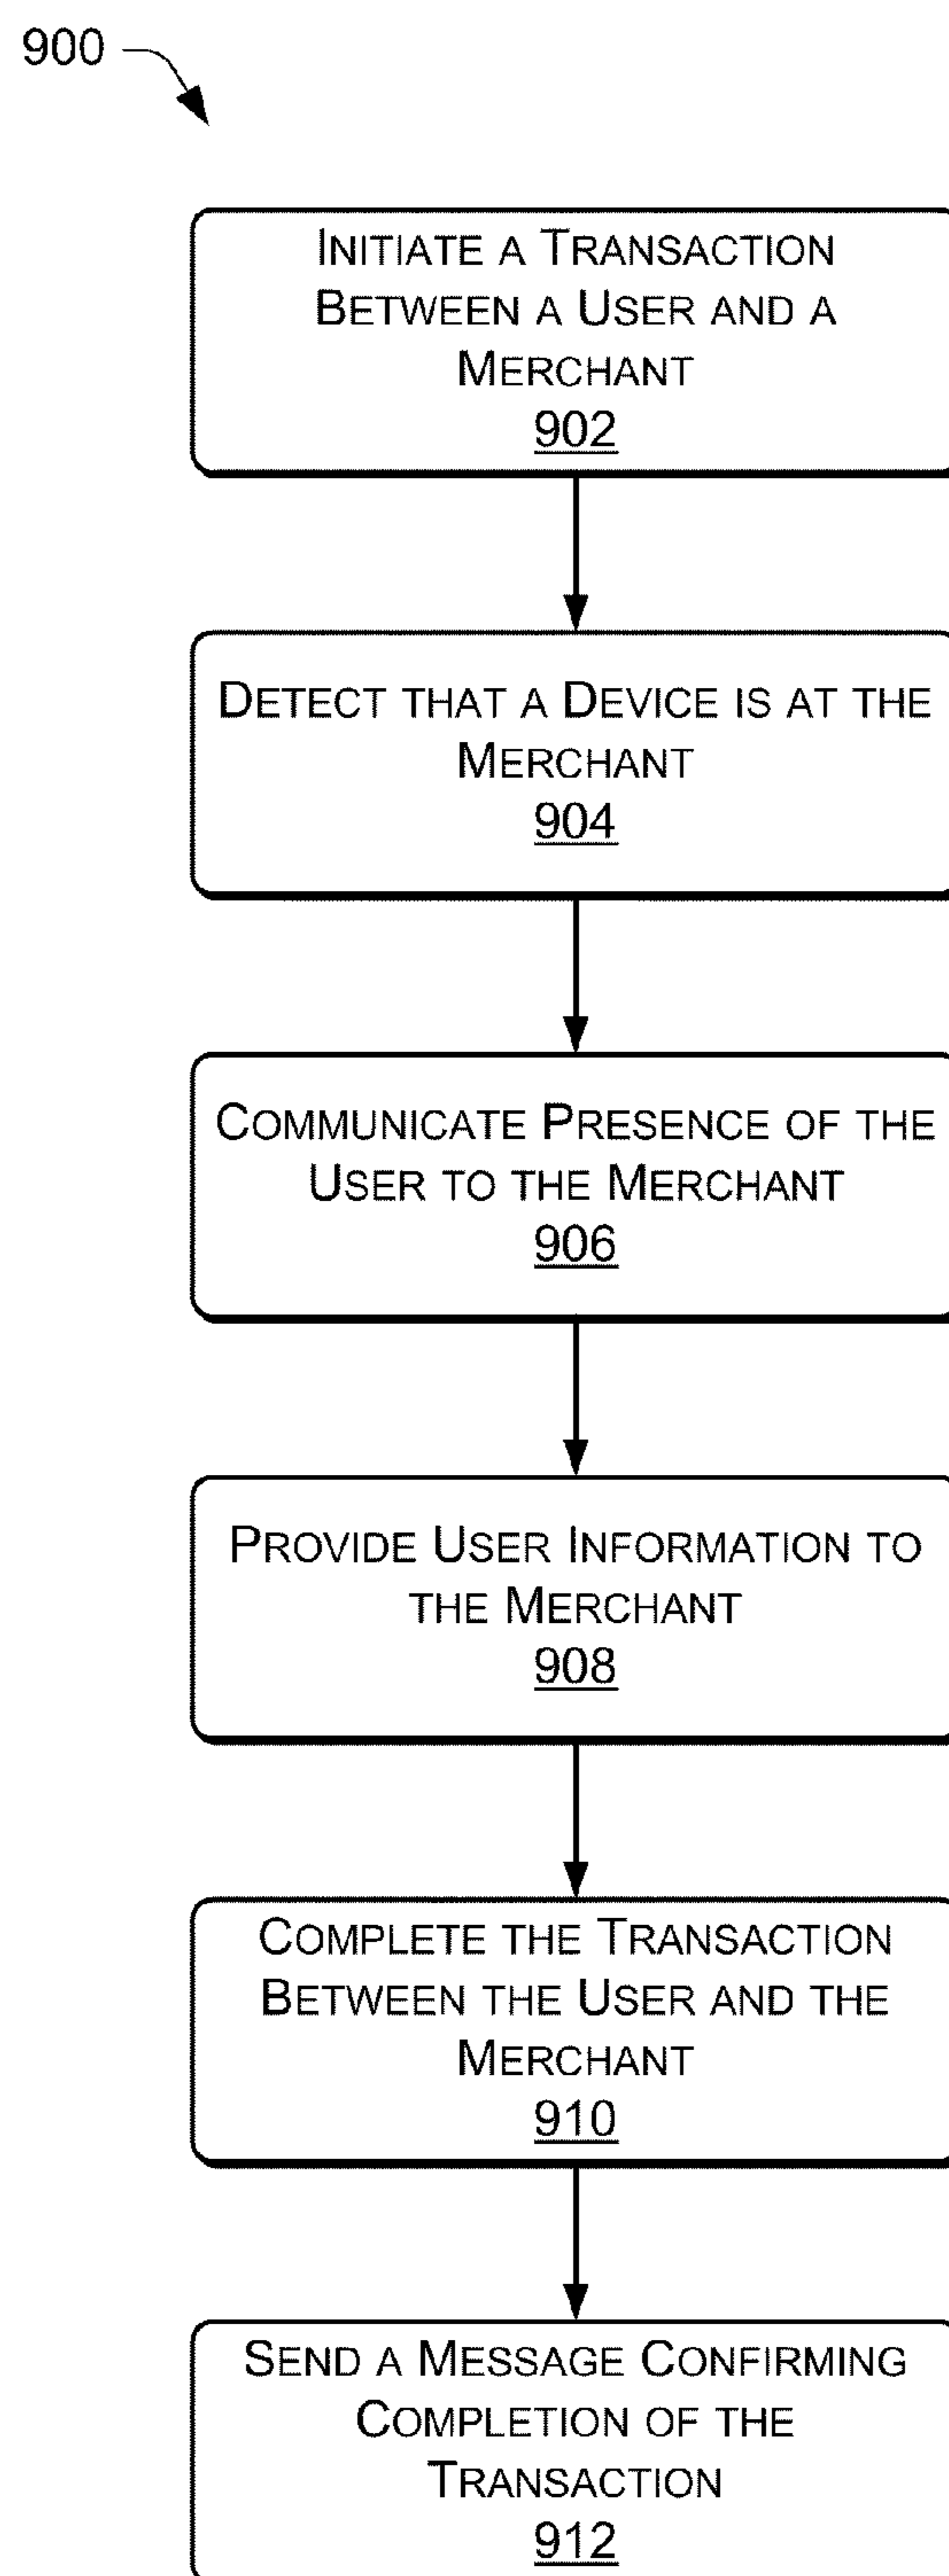 900
INITIATE A TRANSACTION
BETWEEN A USER AND A
MERCHANT
902
DETECT THAT A DEVICE IS AT THE
MERCHANT
904
COMMUNICATE PRESENCE OF THE
USER TO THE MERCHANT
906
PROVIDE USER INFORMATION TO
THE MERCHANT
908
COMPLETE THE TRANSACTION
BETWEEN THE USER AND THE
MERCHANT
910
SEND A MESSAGE CONFIRMING
COMPLETION OF THE
TRANSACTION
912